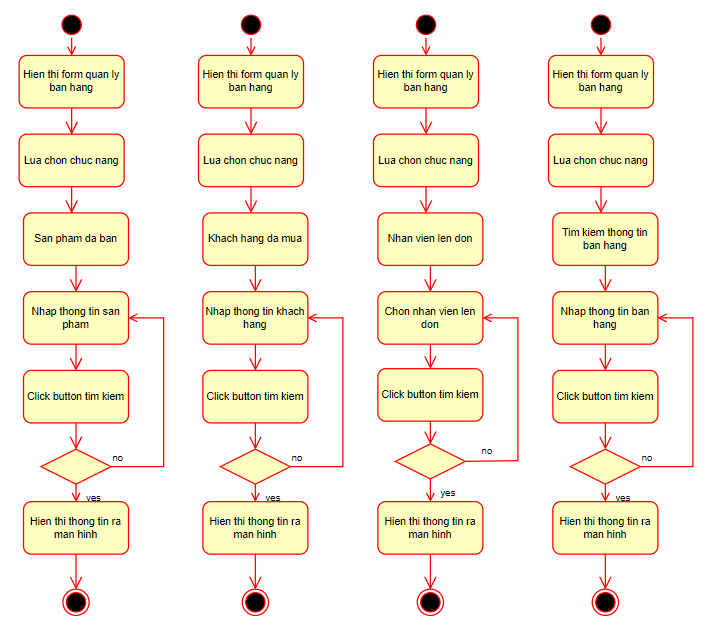 Hien thi form quan ly
ban hang
Lua chon chuc nang
San pham da ban
Nhap thong tin san
pham
Click button tim kiem
no
yes
Hien thi thong tin ra
man hinh
Hien thi form quan ly
ban hang
Lua chon chuc nang
Khach hang da mua
Nhap thong tin khach
hang
Click button tim kiem
no
yes
Hien thi thong tin ra
man hinh
Hien thi form quan ly
ban hang
Lua chon chuc nang
Nhan vien len don
Chon nhan vien len
don
Click button tim kiem
no
yes
Hien thi thong tin ra
man hinh
Hien thi form quan ly
ban hang
Lua chon chuc nang
Tim kiem thong tin
ban hang
Nhap thong tin ban
hang
Click button tim kiem
no
yes
Hien thi thong tin ra
man hinh